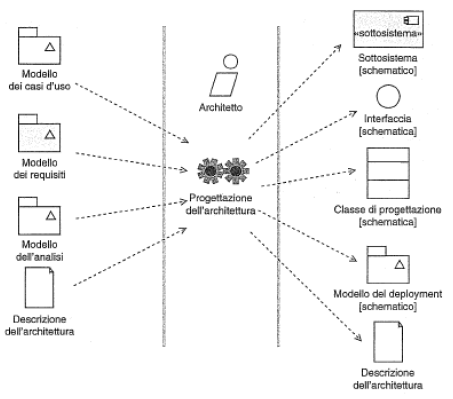 Modello
dei casi d'uso
Modello
dei requisiti
Modello
dell'analisi
Descrizione
dell'architettura
Architetto
Progettazione
dell'architettura
«sottosistema»
Sottosistema
[schematico]
Interfaccia
[schematica]
Classe di progettazione
[schematica]
Modello del deployment
[schematico]
Descrizione
dell'architettura